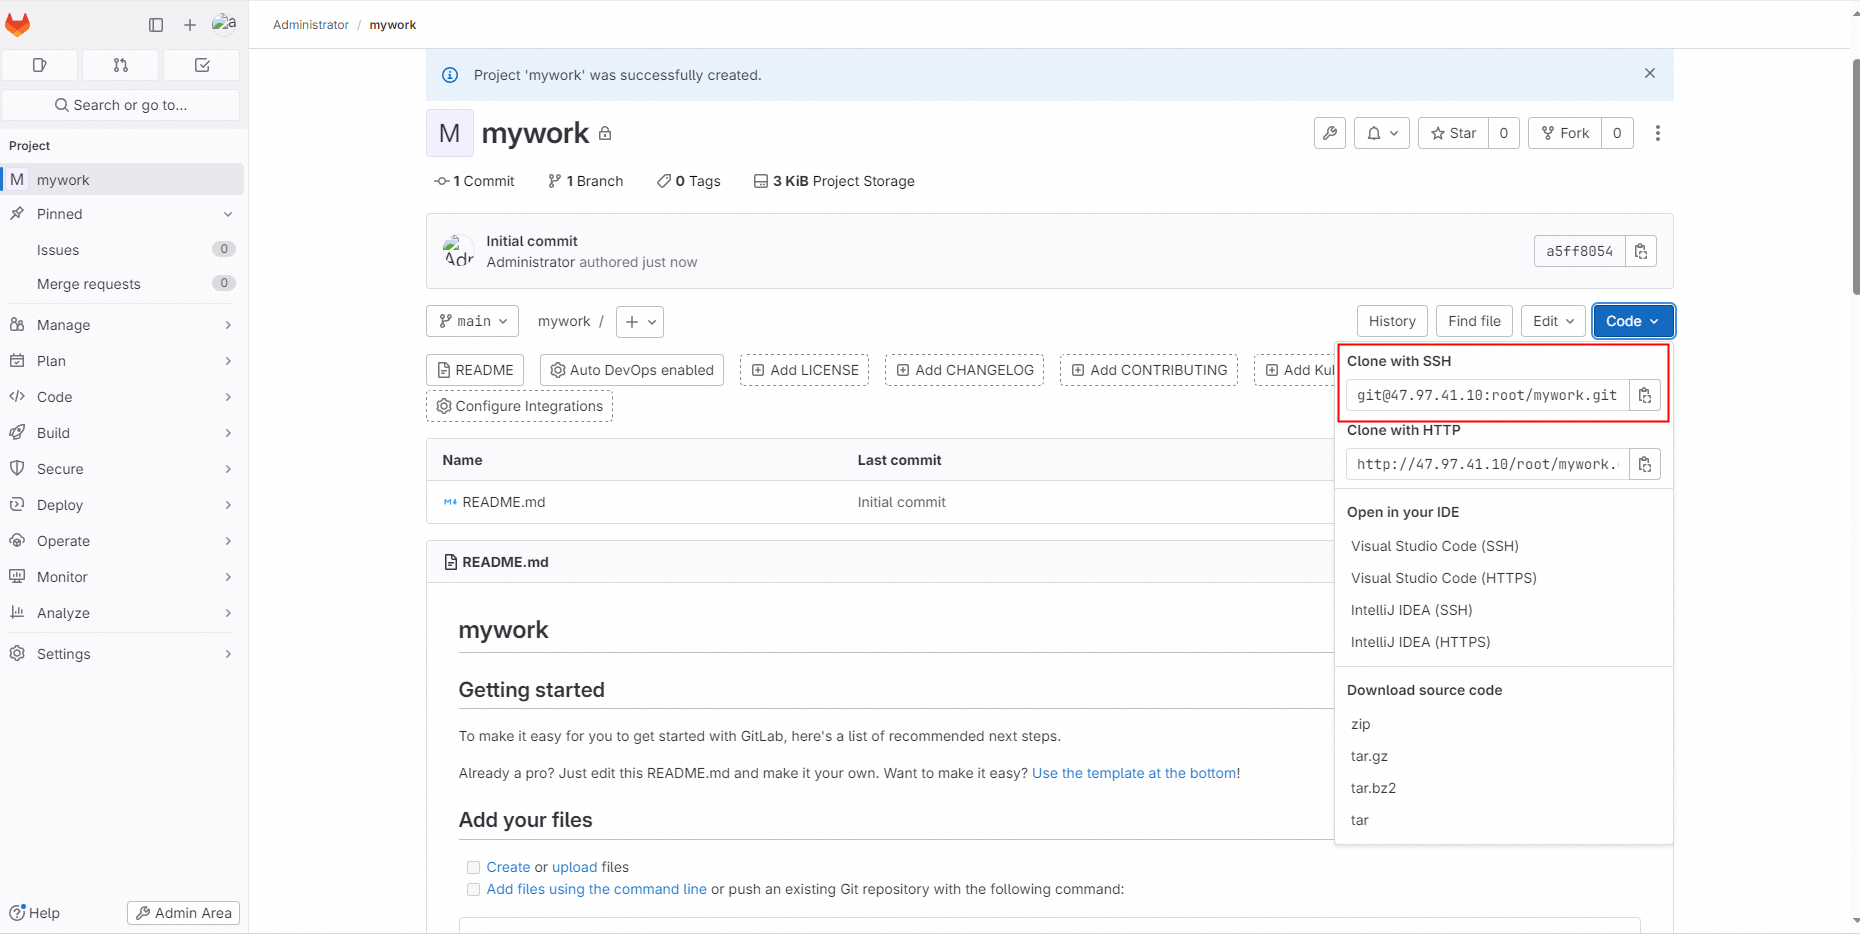 a
Administrator / mywork
Search or go to...
Project 'mywork' was successfully created.
Project
M mywork
M mywork
Star 0
Fork 0
Pinned
1 Commit
1 Branch
0 Tags
3 KiB Project Storage
Issues 0
Merge requests 0
Initial commit
Adr
Administrator authored just now
a5ff8054
Manage
Plan
Code
Build
Secure
Deploy
Operate
Monitor
Analyze
Settings
Help
Admin Area
main
mywork /
History
Find file
Edit
Code
README
Auto DevOps enabled
Add LICENSE
Add CHANGELOG
Add CONTRIBUTING
Add Ku
Configure Integrations
Clone with SSH
git@47.97.41.10:root/mywork.git
Clone with HTTP
http://47.97.41.10/root/mywork.
Open in your IDE
Visual Studio Code (SSH)
Visual Studio Code (HTTPS)
IntelliJ IDEA (SSH)
IntelliJ IDEA (HTTPS)
Download source code
zip
tar.gz
tar.bz2
tar
Name Last commit
README.md Initial commit
README.md
mywork
Getting started
To make it easy for you to get started with GitLab, here's a list of recommended next steps.
Already a pro? Just edit this README.md and make it your own. Want to make it easy? Use the template at the bottom!
Add your files
Create or upload files
Add files using the command line or push an existing Git repository with the following command: